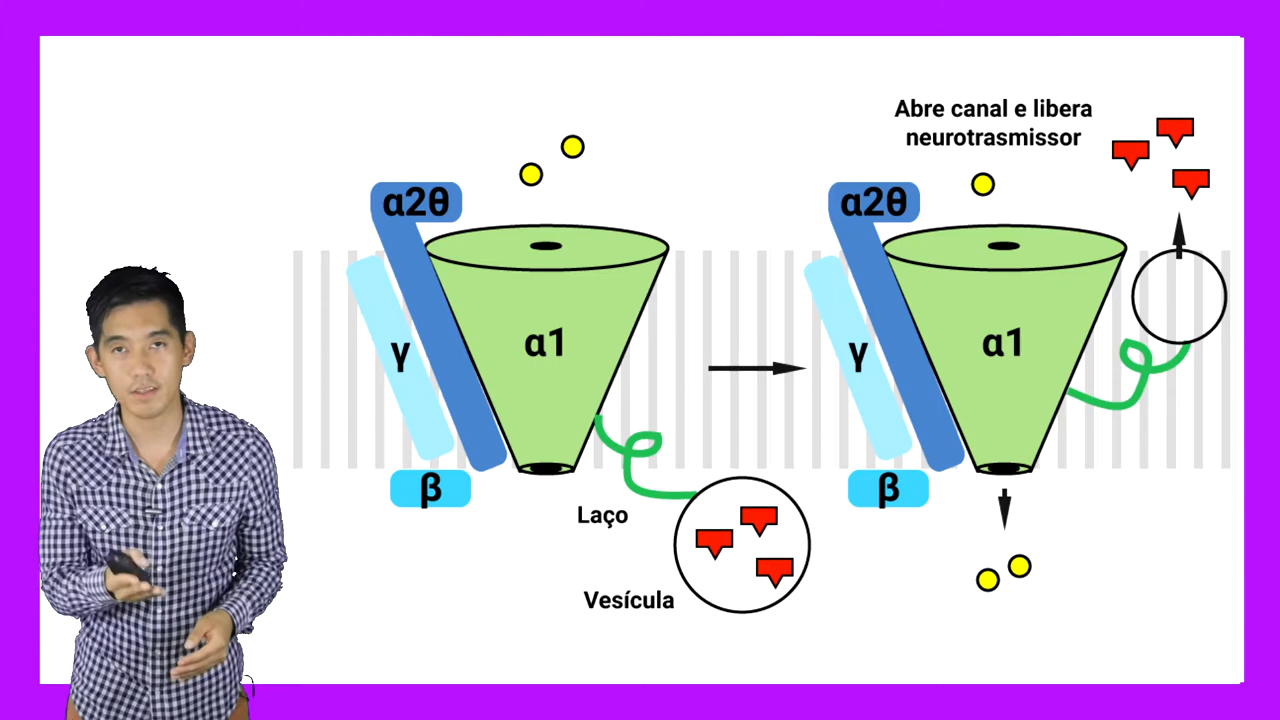 Abre canal e libera
neurotrasmissor
α2θ
α2θ
α1
α1
γ
γ
β
β
Laço
Vesícula